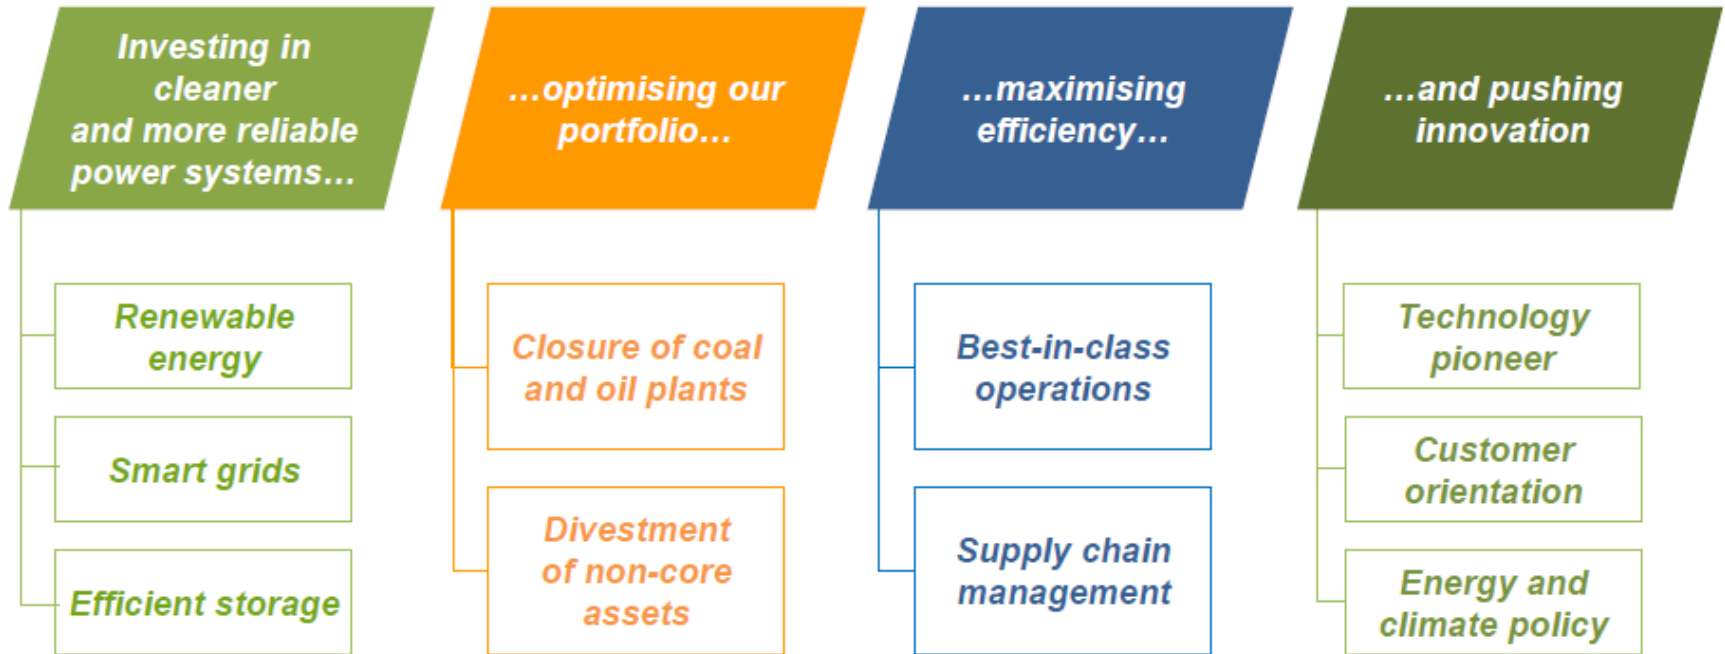 Investing in
cleaner
and more reliable
power systems…
…optimising our
portfolio…
…maximising
efficiency…
…and pushing
innovation
Renewable
energy
Smart grids
Efficient storage
Closure of coal
and oil plants
Divestment
of non-core
assets
Best-in-class
operations
Supply chain
management
Technology
pioneer
Customer
orientation
Energy and
climate policy